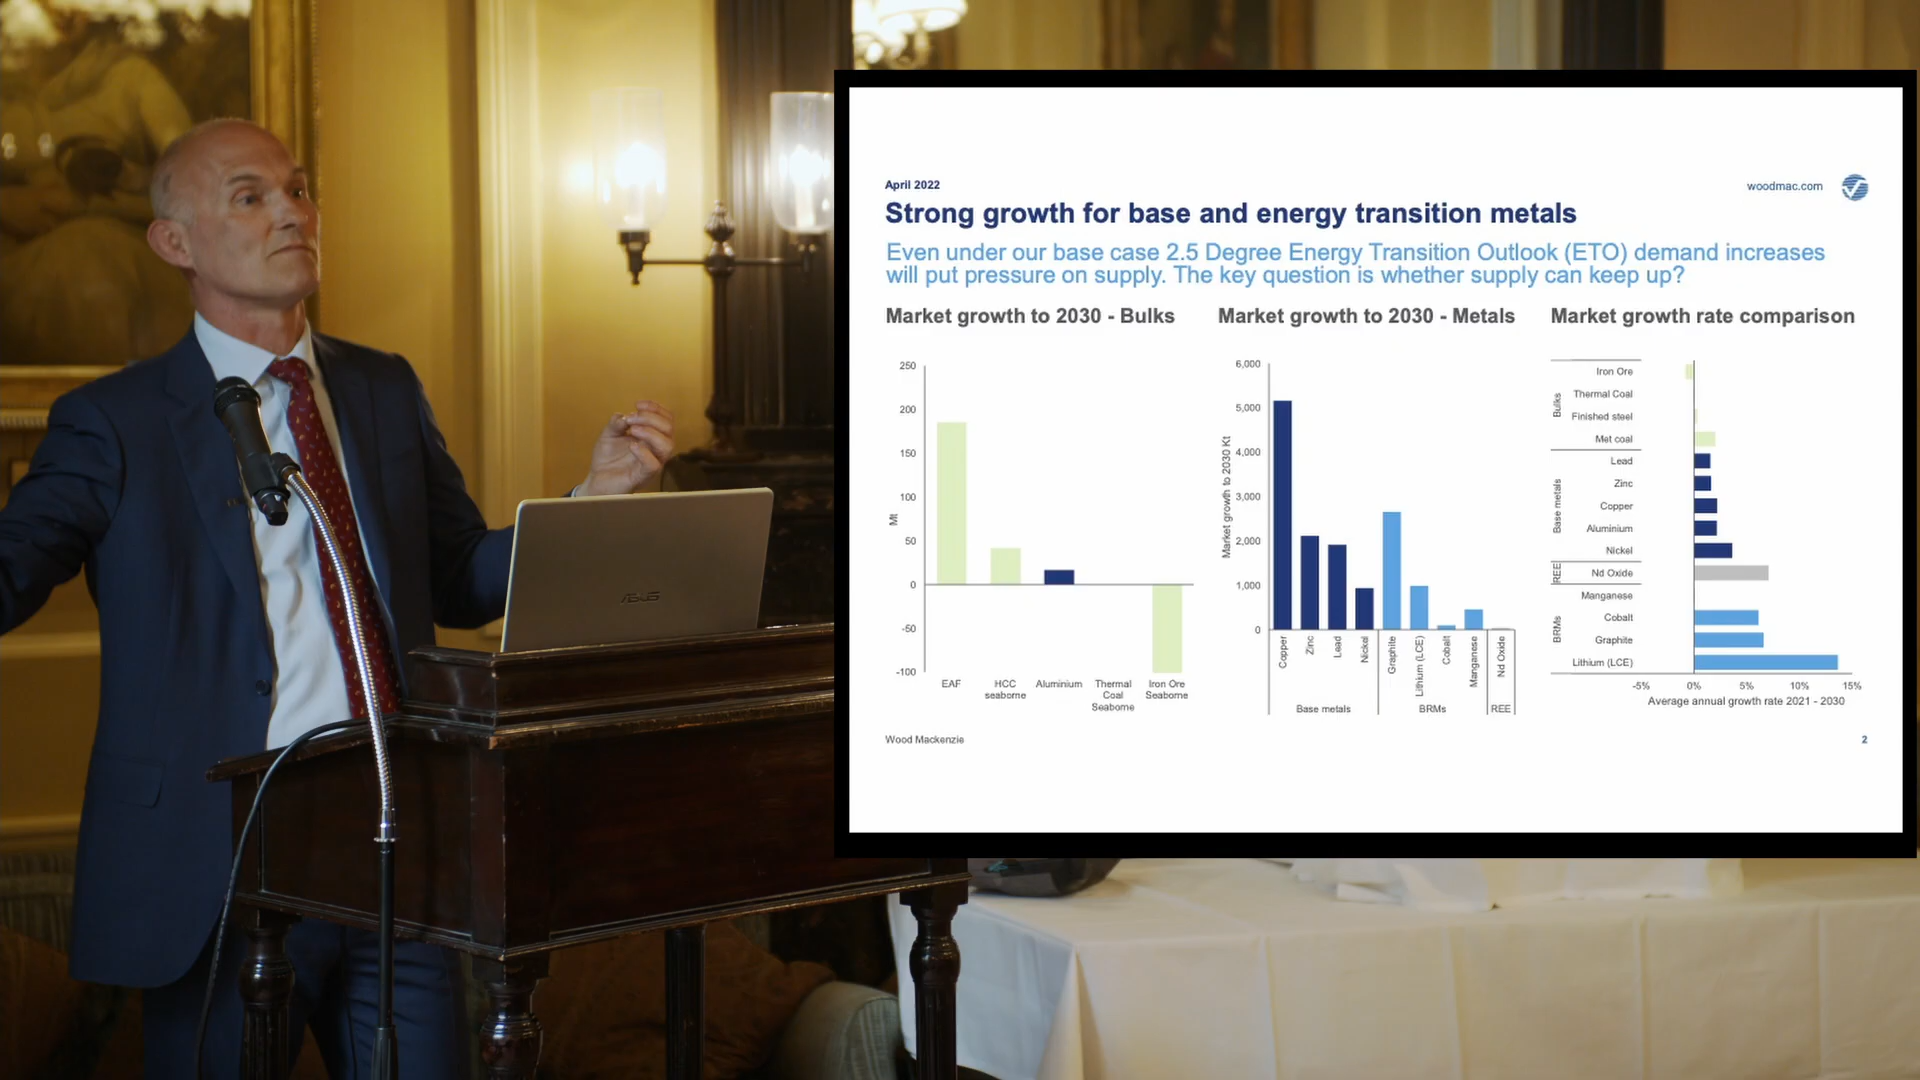 April 2022
woodmac.com
Strong growth for base and energy transition metals
Even under our base case 2.5 Degree Energy Transition Outlook (ETO) demand increases
will put pressure on supply. The key question is whether supply can keep up?
Market growth to 2030 - Bulks
250
200
150
100
50
0
-50
-100
Mt
EAF
HCC
seaborne
Aluminium
Thermal
Coal
Seaborne
Iron Ore
Seaborne
Market growth to 2030 - Metals
6,000
5,000
4,000
3,000
2,000
1,000
0
Market growth to 2030 Kt
Copper
Zinc
Lead
Nickel
Graphite
Lithium (LCE)
Cobalt
Manganese
Nd Oxide
Base metals
BRMs
REE
Market growth rate comparison
Bulks
Iron Ore
Thermal Coal
Finished steel
Met coal
Base metals
Lead
Zinc
Copper
Aluminium
Nickel
REE
Nd Oxide
BRMs
Manganese
Cobalt
Graphite
Lithium (LCE)
-5%
0%
5%
10%
15%
Average annual growth rate 2021 - 2030
Wood Mackenzie
2
ASUS